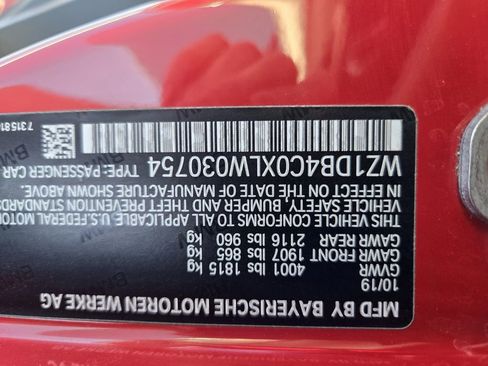 MFD BY BAYERISCHE MOTOREN WERKE AG
10/19
GVWR
4001 lbs 1815 kg
GAWR FRONT 1907 lbs 865 kg
GAWR REAR 2116 lbs 960 kg
THIS VEHICLE CONFORMS TO ALL APPLICABLE U.S.FEDERAL MOTOR
VEHICLE SAFETY, BUMPER AND THEFT PREVENTION STANDARDS
IN EFFECT ON THE DATE OF MANUFACTURE SHOWN ABOVE.
WZ1DB4C0XLW030754 TYPE: PASSENGER CAR